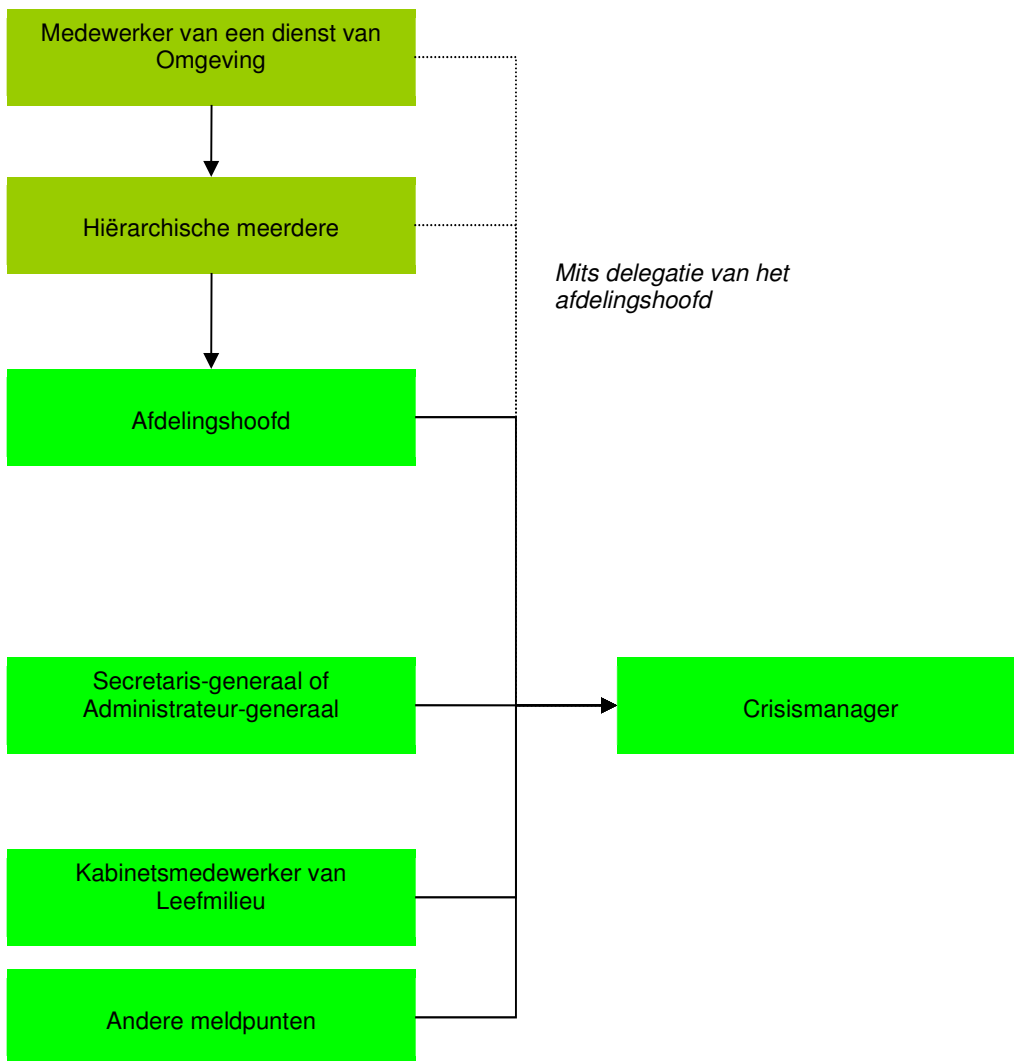 Medewerker van een dienst van
Omgeving
Hiërarchische meerdere
Mits delegatie van het
afdelingshoofd
Afdelingshoofd
Secretaris-generaal of
Administrateur-generaal
Crisismanager
Kabinetsmedewerker van
Leefmilieu
Andere meldpunten